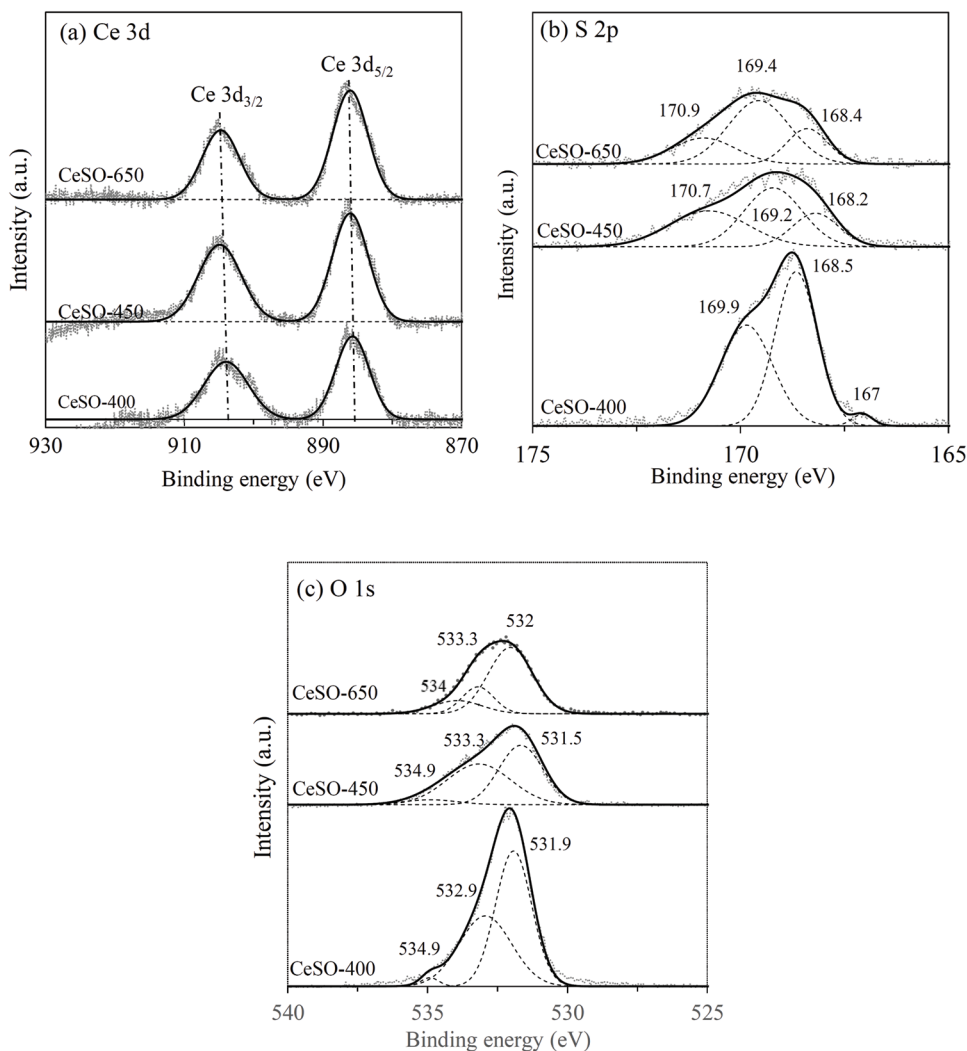 (a) Ce 3d
Ce 3d5/2
Ce 3d3/2
CeSO-650
CeSO-450
CeSO-400
Intensity (a.u.)
930 910 890 870
Binding energy (eV)
(b) S 2p
169.4
170.9 168.4
CeSO-650
170.7 169.2 168.2
CeSO-450
168.5
169.9
167
CeSO-400
Intensity (a.u.)
175 170 165
Binding energy (eV)
(c) O 1s
533.3 532
534
CeSO-650
533.3 531.5
534.9
CeSO-450
531.9
532.9
534.9
CeSO-400
Intensity (a.u.)
540 535 530 525
Binding energy (eV)